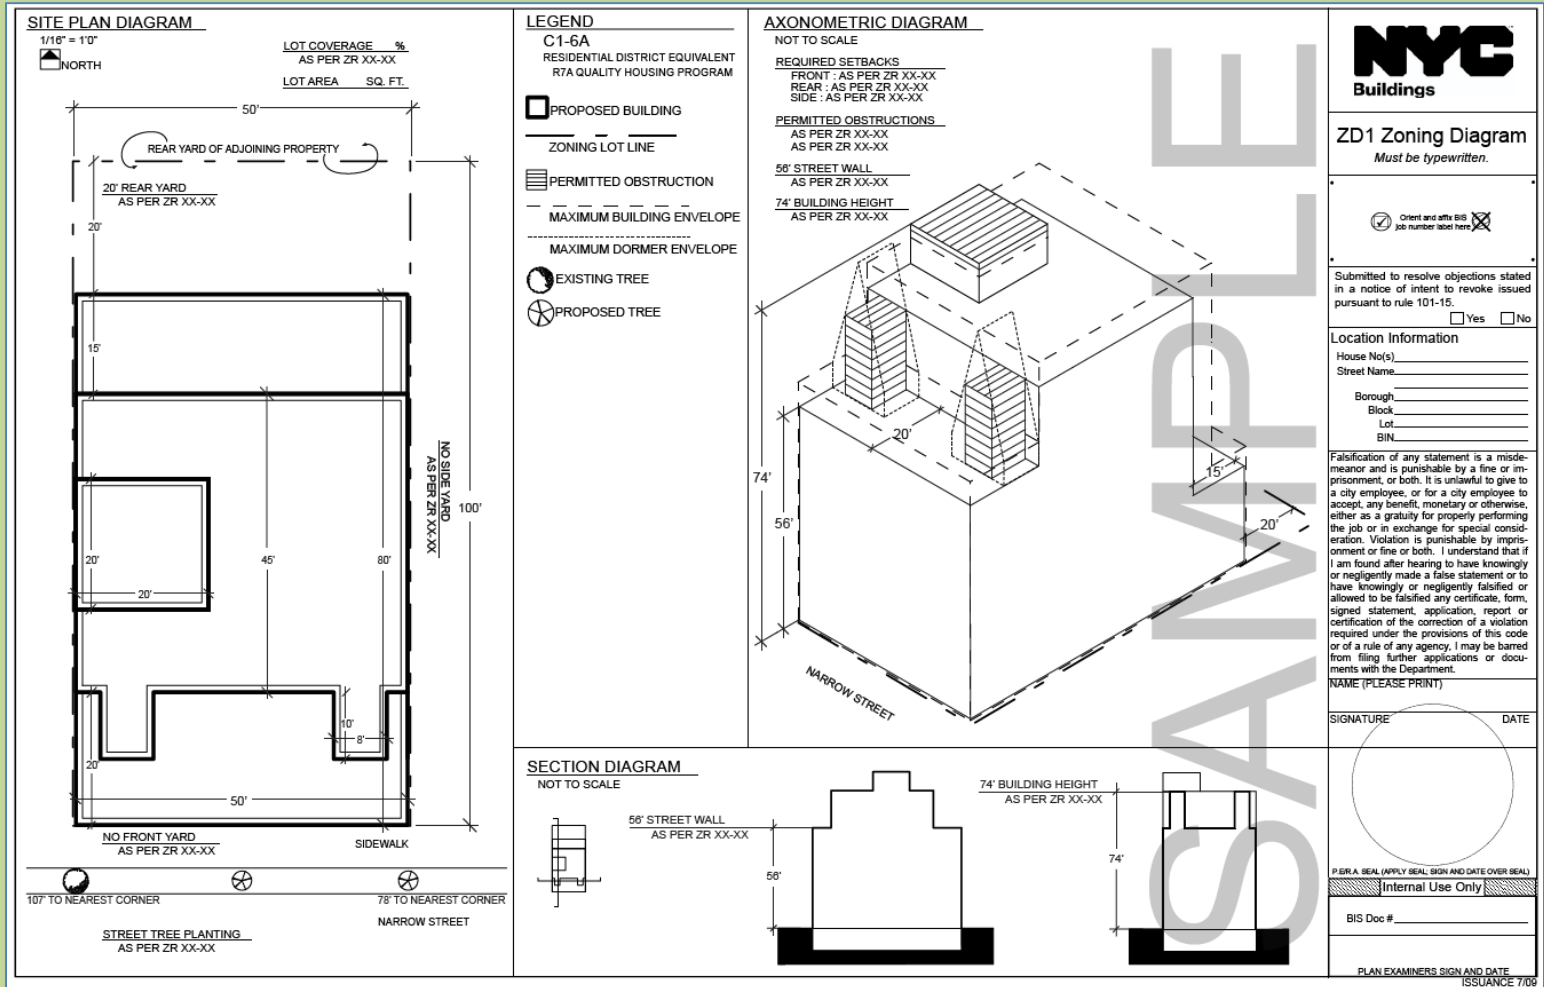 SITE PLAN DIAGRAM
1/16" = 1'0"
NORTH
LOT COVERAGE %
AS PER ZR XX-XX
LOT AREA SQ. FT.
50'
REAR YARD OF ADJOINING PROPERTY
20' REAR YARD
AS PER ZR XX-XX
20'
15'
NO SIDE YARD
AS PER ZR XX-XX
100'
20'
20'
45'
80'
10'
8'
20'
50'
NO FRONT YARD
AS PER ZR XX-XX
SIDEWALK
107' TO NEAREST CORNER
78' TO NEAREST CORNER
NARROW STREET
STREET TREE PLANTING
AS PER ZR XX-XX
LEGEND
C1-6A
RESIDENTIAL DISTRICT EQUIVALENT
R7A QUALITY HOUSING PROGRAM
PROPOSED BUILDING
ZONING LOT LINE
PERMITTED OBSTRUCTION
MAXIMUM BUILDING ENVELOPE
MAXIMUM DORMER ENVELOPE
EXISTING TREE
PROPOSED TREE
AXONOMETRIC DIAGRAM
NOT TO SCALE
REQUIRED SETBACKS
FRONT : AS PER ZR XX-XX
REAR : AS PER ZR XX-XX
SIDE : AS PER ZR XX-XX
PERMITTED OBSTRUCTIONS
AS PER ZR XX-XX
AS PER ZR XX-XX
56' STREET WALL
AS PER ZR XX-XX
74' BUILDING HEIGHT
AS PER ZR XX-XX
20'
74'
56'
15'
20'
NARROW STREET
SAMPLE
SECTION DIAGRAM
NOT TO SCALE
56' STREET WALL
AS PER ZR XX-XX
56'
74' BUILDING HEIGHT
AS PER ZR XX-XX
74'
NYC
Buildings
ZD1 Zoning Diagram
Must be typewritten.
Orient and affix BIS
job number label here
Submitted to resolve objections stated
in a notice of intent to revoke issued
pursuant to rule 101-15.
Yes No
Location Information
House No(s)
Street Name
Borough
Block
Lot
BIN
Falsification of any statement is a misde-
meanor and is punishable by a fine or im-
prisonment, or both. It is unlawful to give to
a city employee, or for a city employee to
accept, any benefit, monetary or otherwise,
either as a gratuity for properly performing
the job or in exchange for special consid-
eration. Violation is punishable by impris-
onment or fine or both. I understand that if
I am found after hearing to have knowingly
or negligently made a false statement or to
have knowingly or negligently falsified or
allowed to be falsified any certificate, form,
signed statement, application, report or
certification of the correction of a violation
required under the provisions of this code
or of a rule of any agency, I may be barred
from filing further applications or docu-
ments with the Department.
NAME (PLEASE PRINT)
SIGNATURE DATE
P.E/R.A. SEAL (APPLY SEAL; SIGN AND DATE OVER SEAL)
Internal Use Only
BIS Doc #
PLAN EXAMINERS SIGN AND DATE
ISSUANCE 7/09